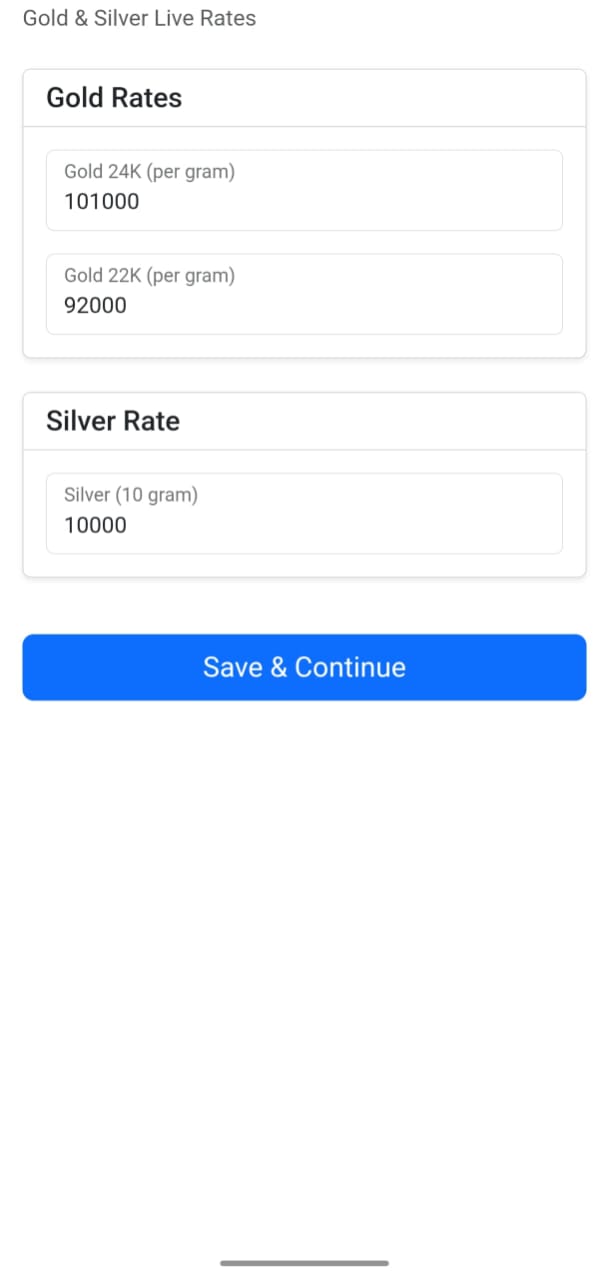 Gold & Silver Live Rates
Gold Rates
Gold 24K (per gram)
101000
Gold 22K (per gram)
92000
Silver Rate
Silver (10 gram)
10000
Save & Continue